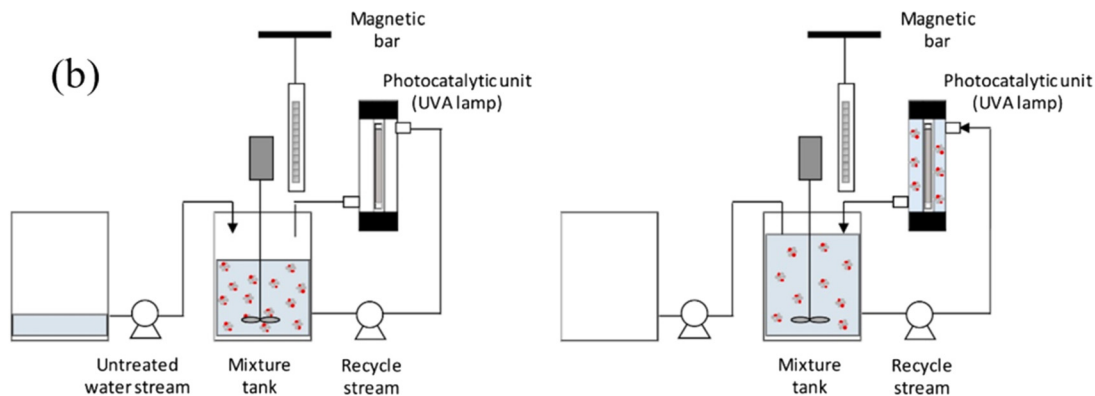 (b)
Magnetic
bar
Photocatalytic unit
(UVA lamp)
Untreated
water stream
Mixture
tank
Recycle
stream
Magnetic
bar
Photocatalytic unit
(UVA lamp)
Mixture
tank
Recycle
stream